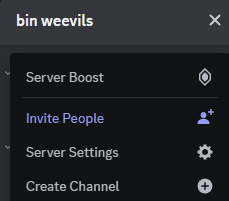 bin weevils
Server Boost
Invite People
Server Settings
Create Channel